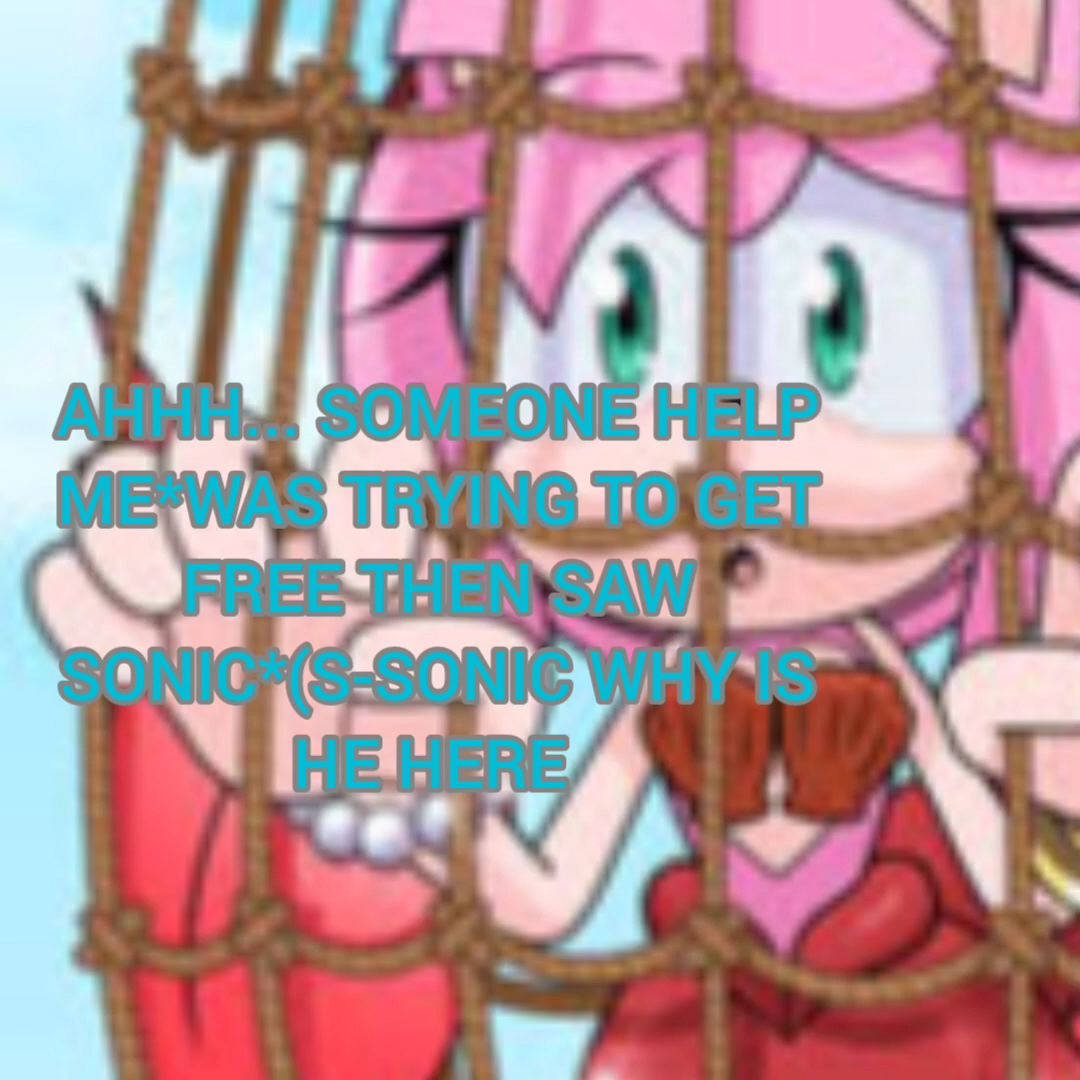 AHHH... SOMEONE HELP
ME*WAS TRYING TO GET
FREE THEN SAW
SONIC*(S-SONIC WHY IS
HE HERE